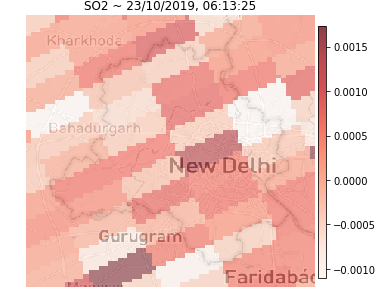 SO2 ~ 23/10/2019, 06:13:25
Kharkhoda
Bahadurgarh
New Delhi
Gurugram
Faridabad
0.0015
0.0010
0.0005
0.0000
−0.0005
−0.0010